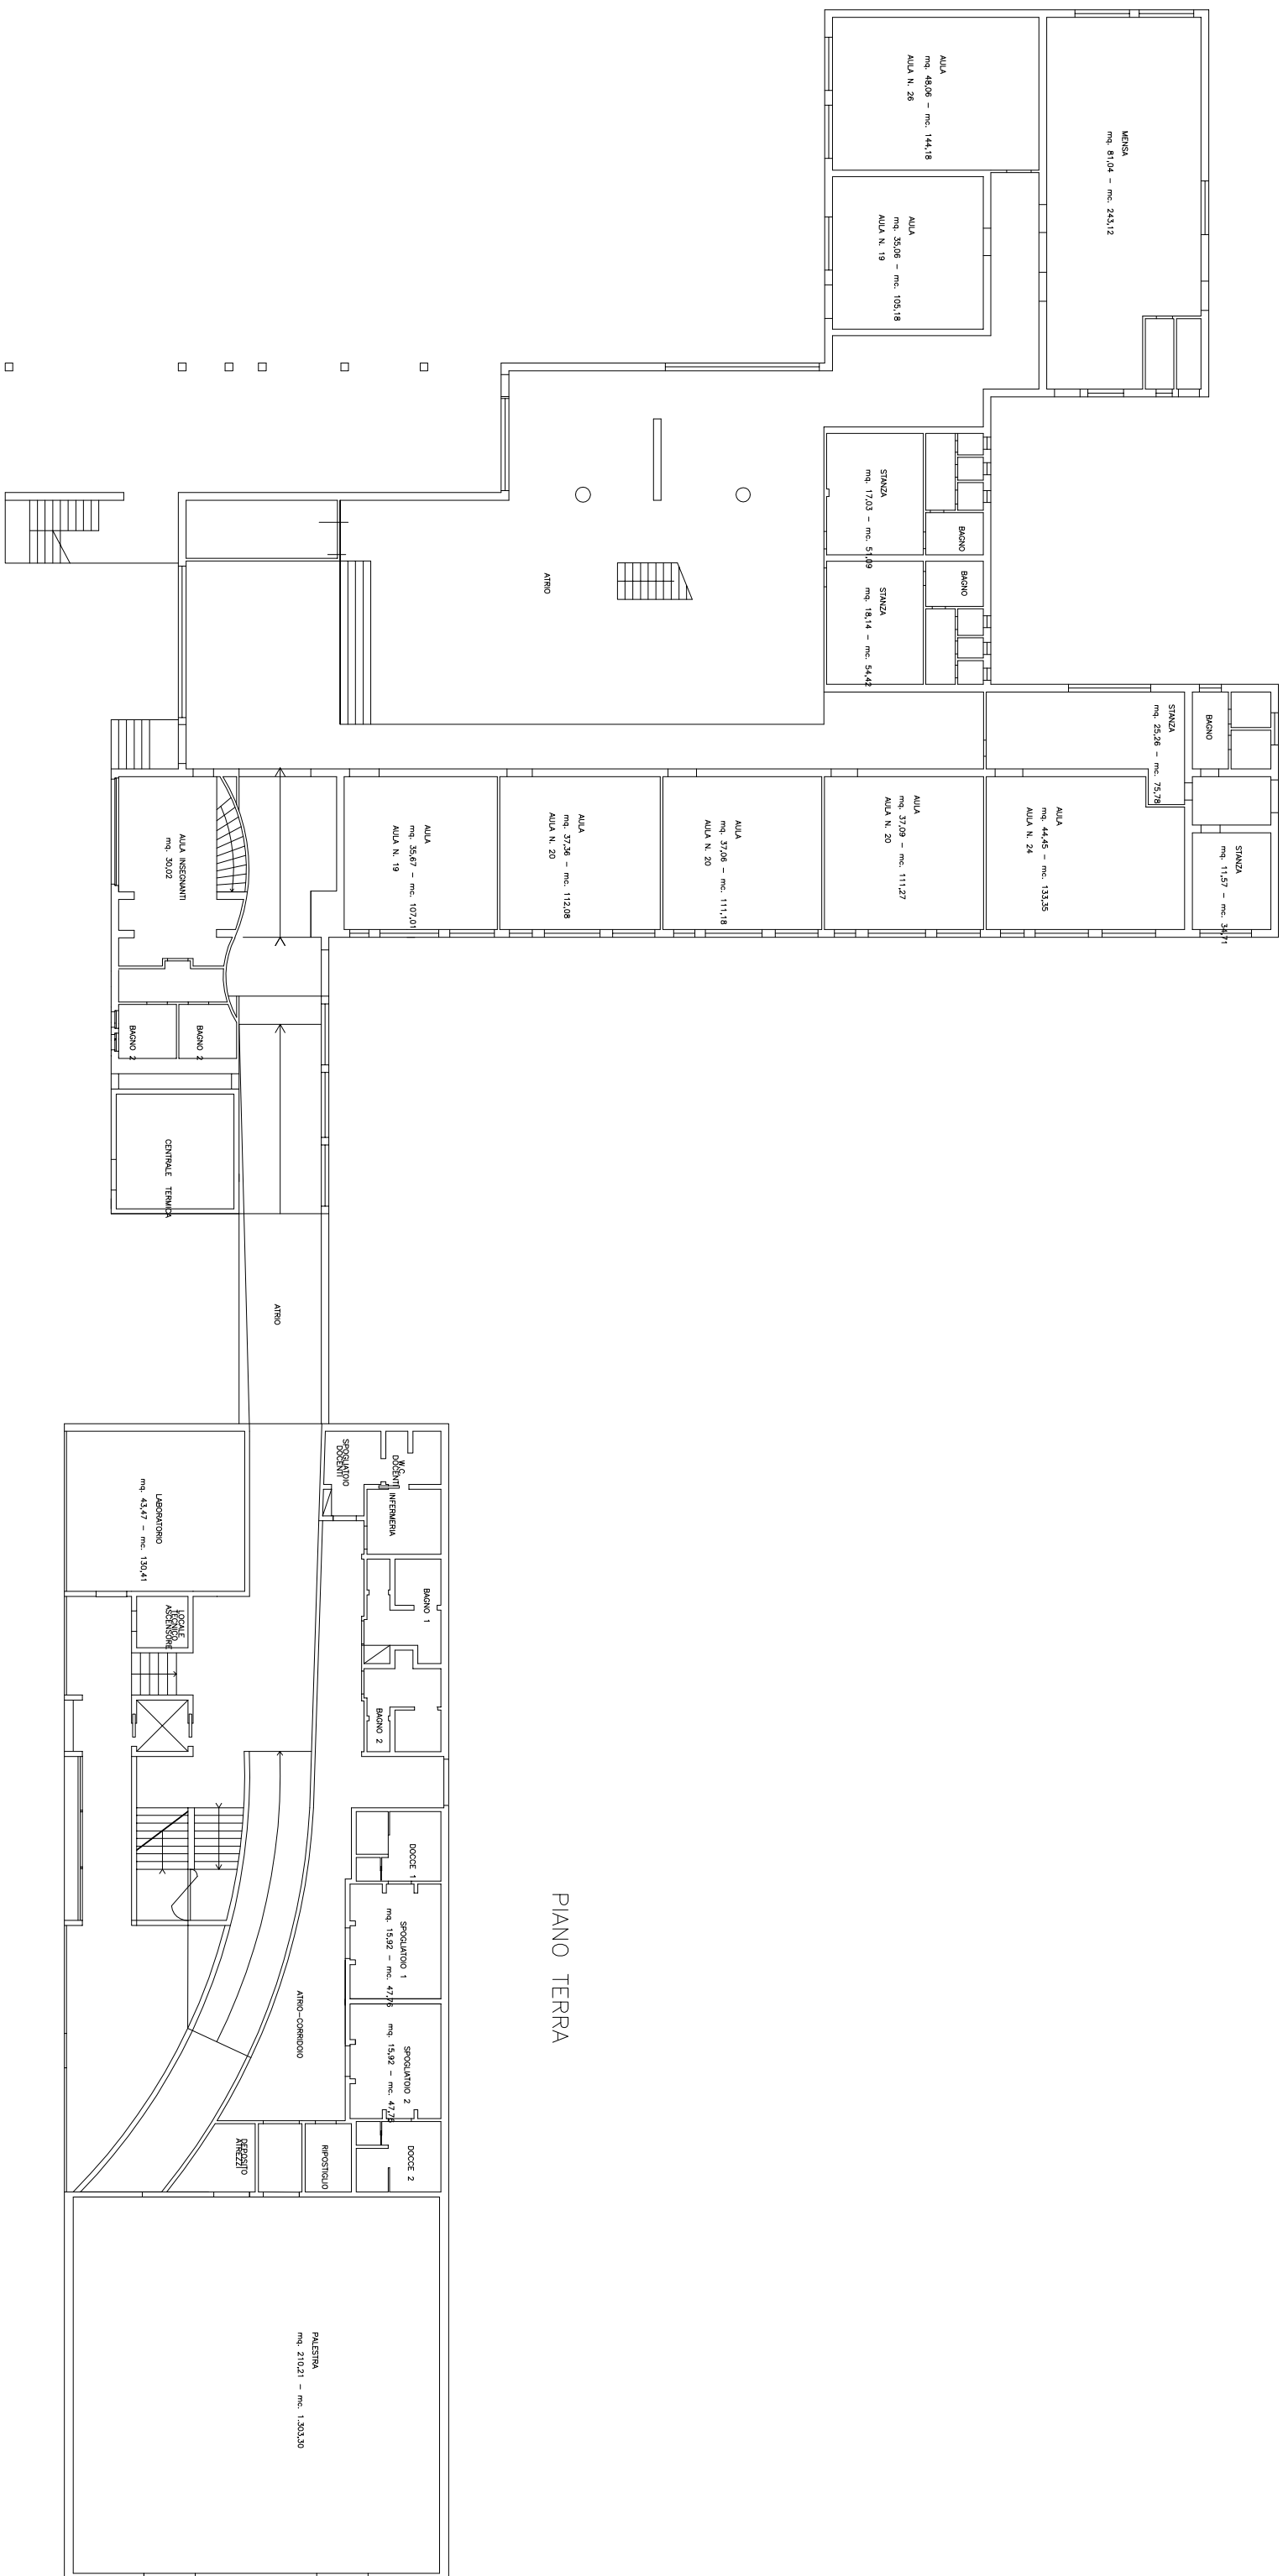 AULA
mq. 48,06 - mc. 144,18
AULA N. 26
MENSA
mq. 81,04 - mc. 243,12
AULA
mq. 35,06 - mc. 105,18
AULA N. 19
STANZA
mq. 17,03 - mc. 51,09
BAGNO
BAGNO
STANZA
mq. 18,14 - mc. 54,42
ATRIO
STANZA
mq. 25,26 - mc. 75,78
BAGNO
STANZA
mq. 11,57 - mc. 34,71
AULA
mq. 44,45 - mc. 133,35
AULA N. 24
AULA
mq. 37,09 - mc. 111,27
AULA N. 20
AULA
mq. 37,06 - mc. 111,18
AULA N. 20
AULA
mq. 37,36 - mc. 112,08
AULA N. 20
AULA
mq. 35,67 - mc. 107,01
AULA N. 19
AULA INSEGNANTI
mq. 30,02
BAGNO 2
BAGNO 2
CENTRALE TERMICA
ATRIO
SPOGLIATOIO
DOCENTI
W.C.
DOCENTI
INFERMERIA
LABORATORIO
mq. 43,47 - mc. 130,41
BAGNO 1
LOCALE
TECNICO
ASCENSORE
BAGNO 2
DOCCE 1
SPOGLIATOIO 1
mq. 15,92 - mc. 47,76
ATRIO-CORRIDOIO
SPOGLIATOIO 2
mq. 15,92 - mc. 47,76
DOCCE 2
RIPOSTIGLIO
DEPOSITO
ATREZZI
PALESTRA
mq. 210,21 - mc. 1.303,30
PIANO TERRA